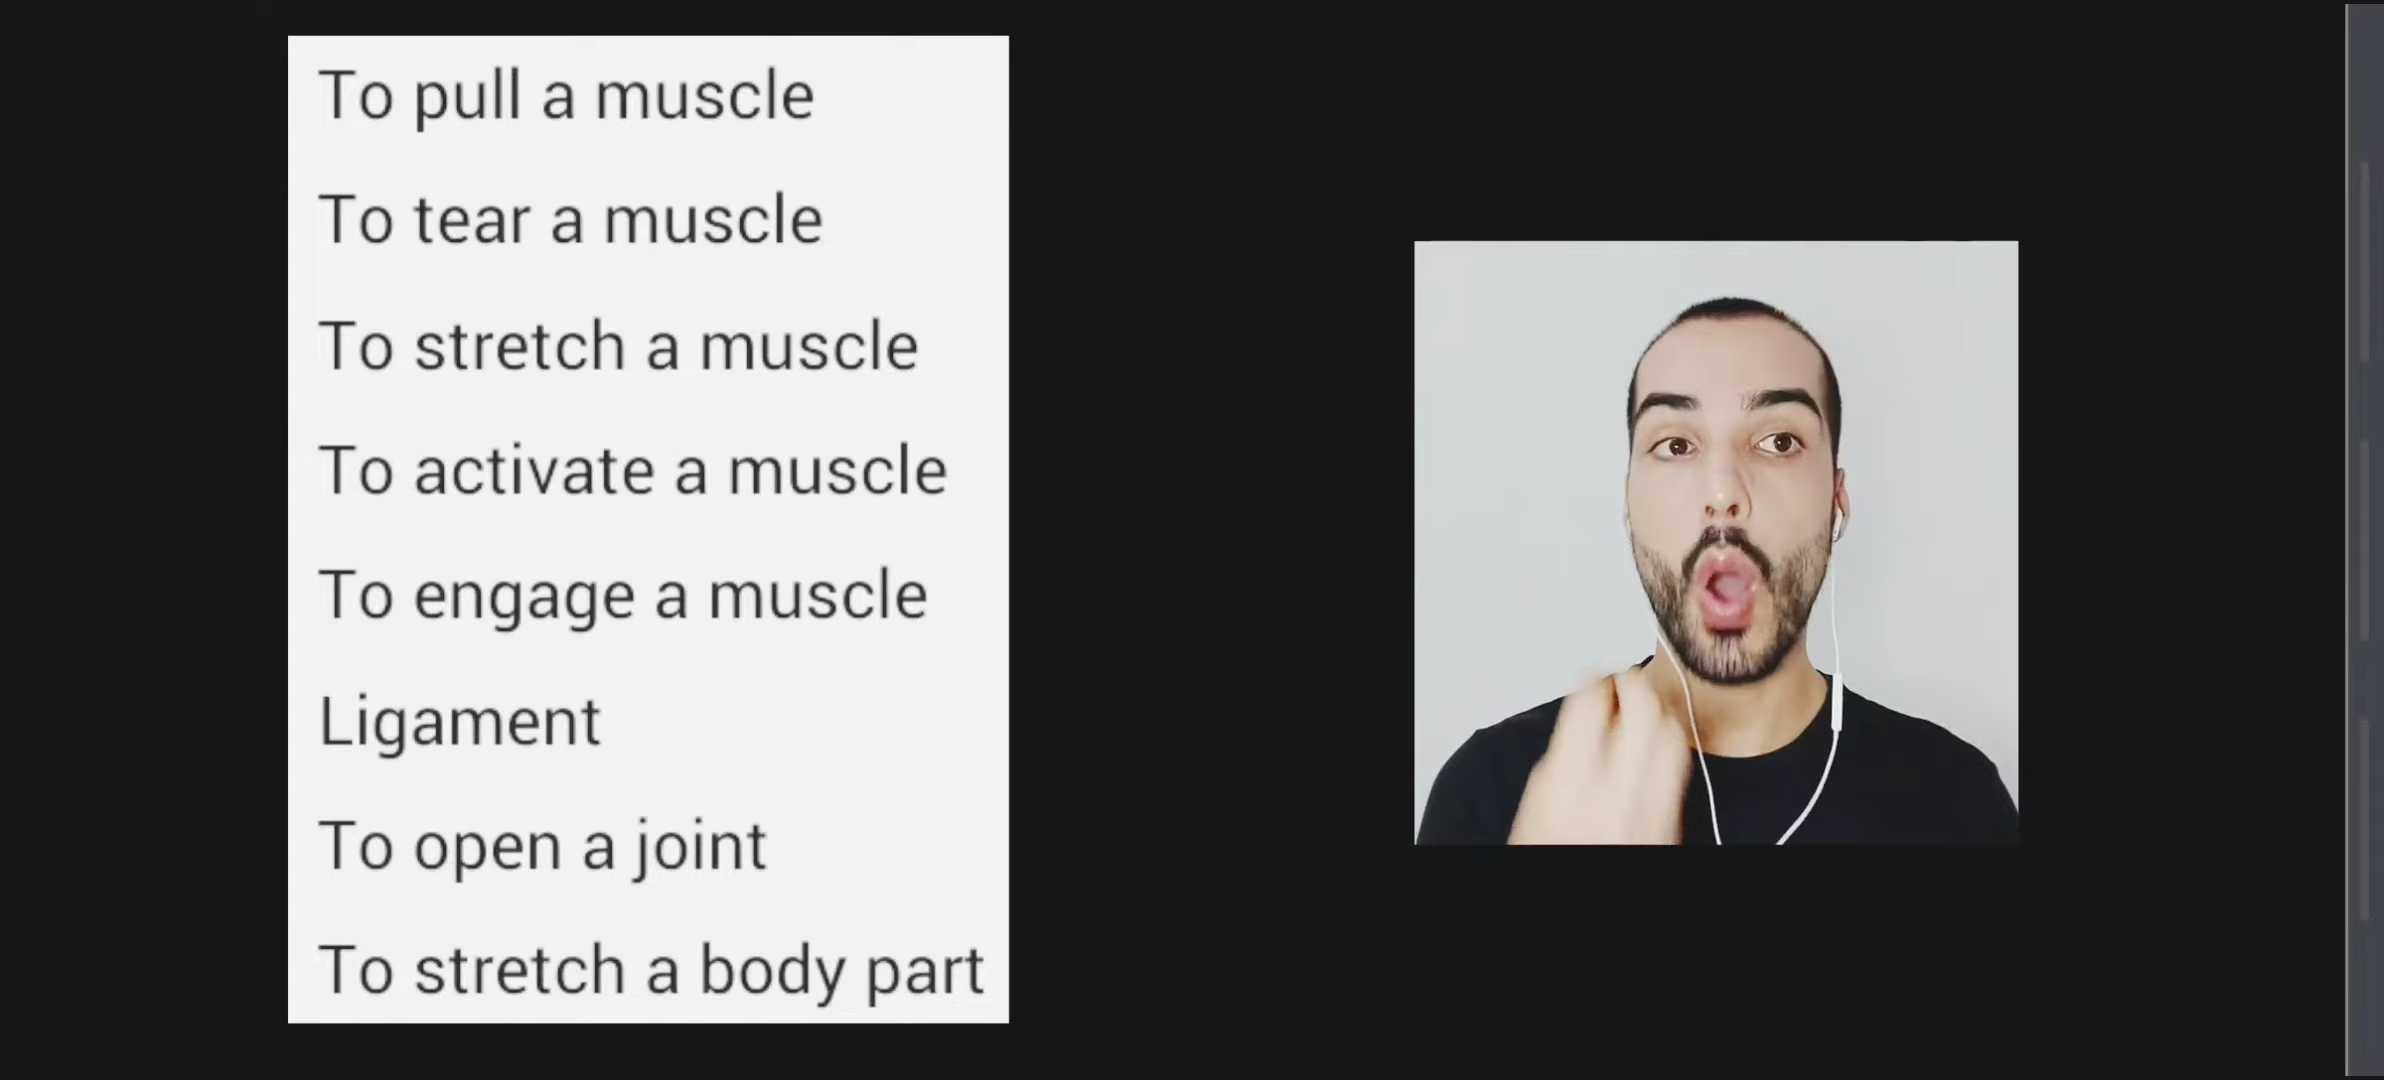 To pull a muscle
To tear a muscle
To stretch a muscle
To activate a muscle
To engage a muscle
Ligament
To open a joint
To stretch a body part